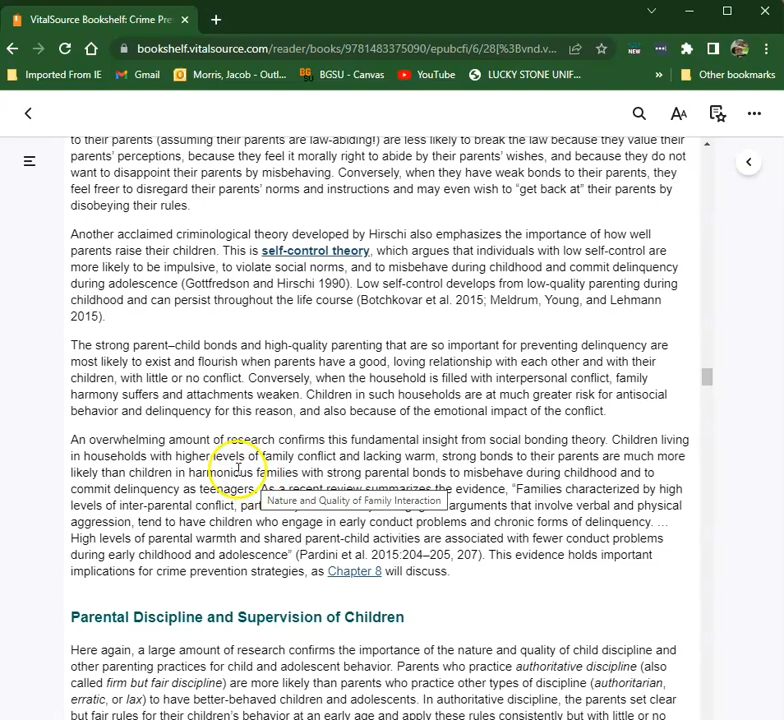 VitalSource Bookshelf: Crime Pre
bookshelf.vitalsource.com/reader/books/9781483375090/epubcfi/6/28[%3Bvnd.v...
NEW
Imported From IE
Gmail
Morris, Jacob - Outl...
BGSU - Canvas
YouTube
LUCKY STONE UNIF...
»
Other bookmarks
AA
to their parents (assuming their parents are law-abiding!) are less likely to break the law because they value their
parents' perceptions, because they feel it morally right to abide by their parents' wishes, and because they do not
want to disappoint their parents by misbehaving. Conversely, when they have weak bonds to their parents, they
feel freer to disregard their parents' norms and instructions and may even wish to “get back at” their parents by
disobeying their rules.
Another acclaimed criminological theory developed by Hirschi also emphasizes the importance of how well
parents raise their children. This is self-control theory, which argues that individuals with low self-control are
more likely to be impulsive, to violate social norms, and to misbehave during childhood and commit delinquency
during adolescence (Gottfredson and Hirschi 1990). Low self-control develops from low-quality parenting during
childhood and can persist throughout the life course (Botchkovar et al. 2015; Meldrum, Young, and Lehmann
2015).
The strong parent–child bonds and high-quality parenting that are so important for preventing delinquency are
most likely to exist and flourish when parents have a good, loving relationship with each other and with their
children, with little or no conflict. Conversely, when the household is filled with interpersonal conflict, family
harmony suffers and attachments weaken. Children in such households are at much greater risk for antisocial
behavior and delinquency for this reason, and also because of the emotional impact of the conflict.
An overwhelming amount of research confirms this fundamental insight from social bonding theory. Children living
in households with higher levels of family conflict and lacking warm, strong bonds to their parents are much more
likely than children in harmonious families with strong parental bonds to misbehave during childhood and to
commit delinquency as teenagers. As a recent review summarizes the evidence, “Families characterized by high
levels of inter-parental conflict, arguments that involve verbal and physical
Nature and Quality of Family Interaction
aggression, tend to have children who engage in early conduct problems and chronic forms of delinquency. …
High levels of parental warmth and shared parent-child activities are associated with fewer conduct problems
during early childhood and adolescence” (Pardini et al. 2015:204–205, 207). This evidence holds important
implications for crime prevention strategies, as Chapter 8 will discuss.
Parental Discipline and Supervision of Children
Here again, a large amount of research confirms the importance of the nature and quality of child discipline and
other parenting practices for child and adolescent behavior. Parents who practice authoritative discipline (also
called firm but fair discipline) are more likely than parents who practice other types of discipline (authoritarian,
erratic, or lax) to have better-behaved children and adolescents. In authoritative discipline, the parents set clear
but fair rules for their children's behavior at an early age and apply these rules consistently but with little or no